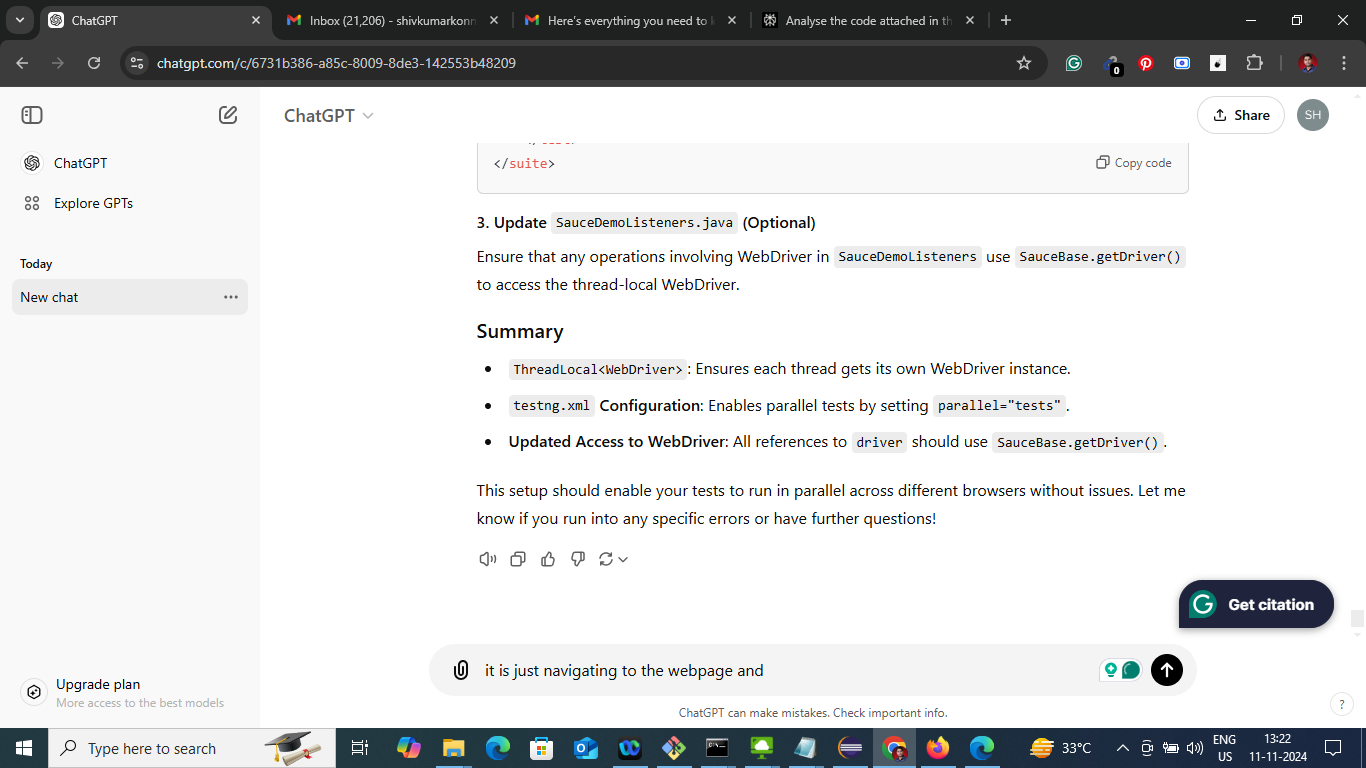 ChatGPT
Inbox (21,206) - shivkumarkonn
Here's everything you need to k
Analyse the code attached in th
chatgpt.com/c/6731b386-a85c-8009-8de3-142553b48209
0
ChatGPT
Share
SH
ChatGPT
Explore GPTs
Today
New chat
</suite>
Copy code
3. Update SauceDemoListeners.java (Optional)
Ensure that any operations involving WebDriver in SauceDemoListeners use SauceBase.getDriver()
to access the thread-local WebDriver.
Summary
• ThreadLocal<WebDriver>: Ensures each thread gets its own WebDriver instance.
• testng.xml Configuration: Enables parallel tests by setting parallel="tests".
• Updated Access to WebDriver: All references to driver should use SauceBase.getDriver().
This setup should enable your tests to run in parallel across different browsers without issues. Let me
know if you run into any specific errors or have further questions!
Get citation
it is just navigating to the webpage and
Upgrade plan
More access to the best models
ChatGPT can make mistakes. Check important info.
?
Type here to search
33°C
ENG
US
13:22
11-11-2024